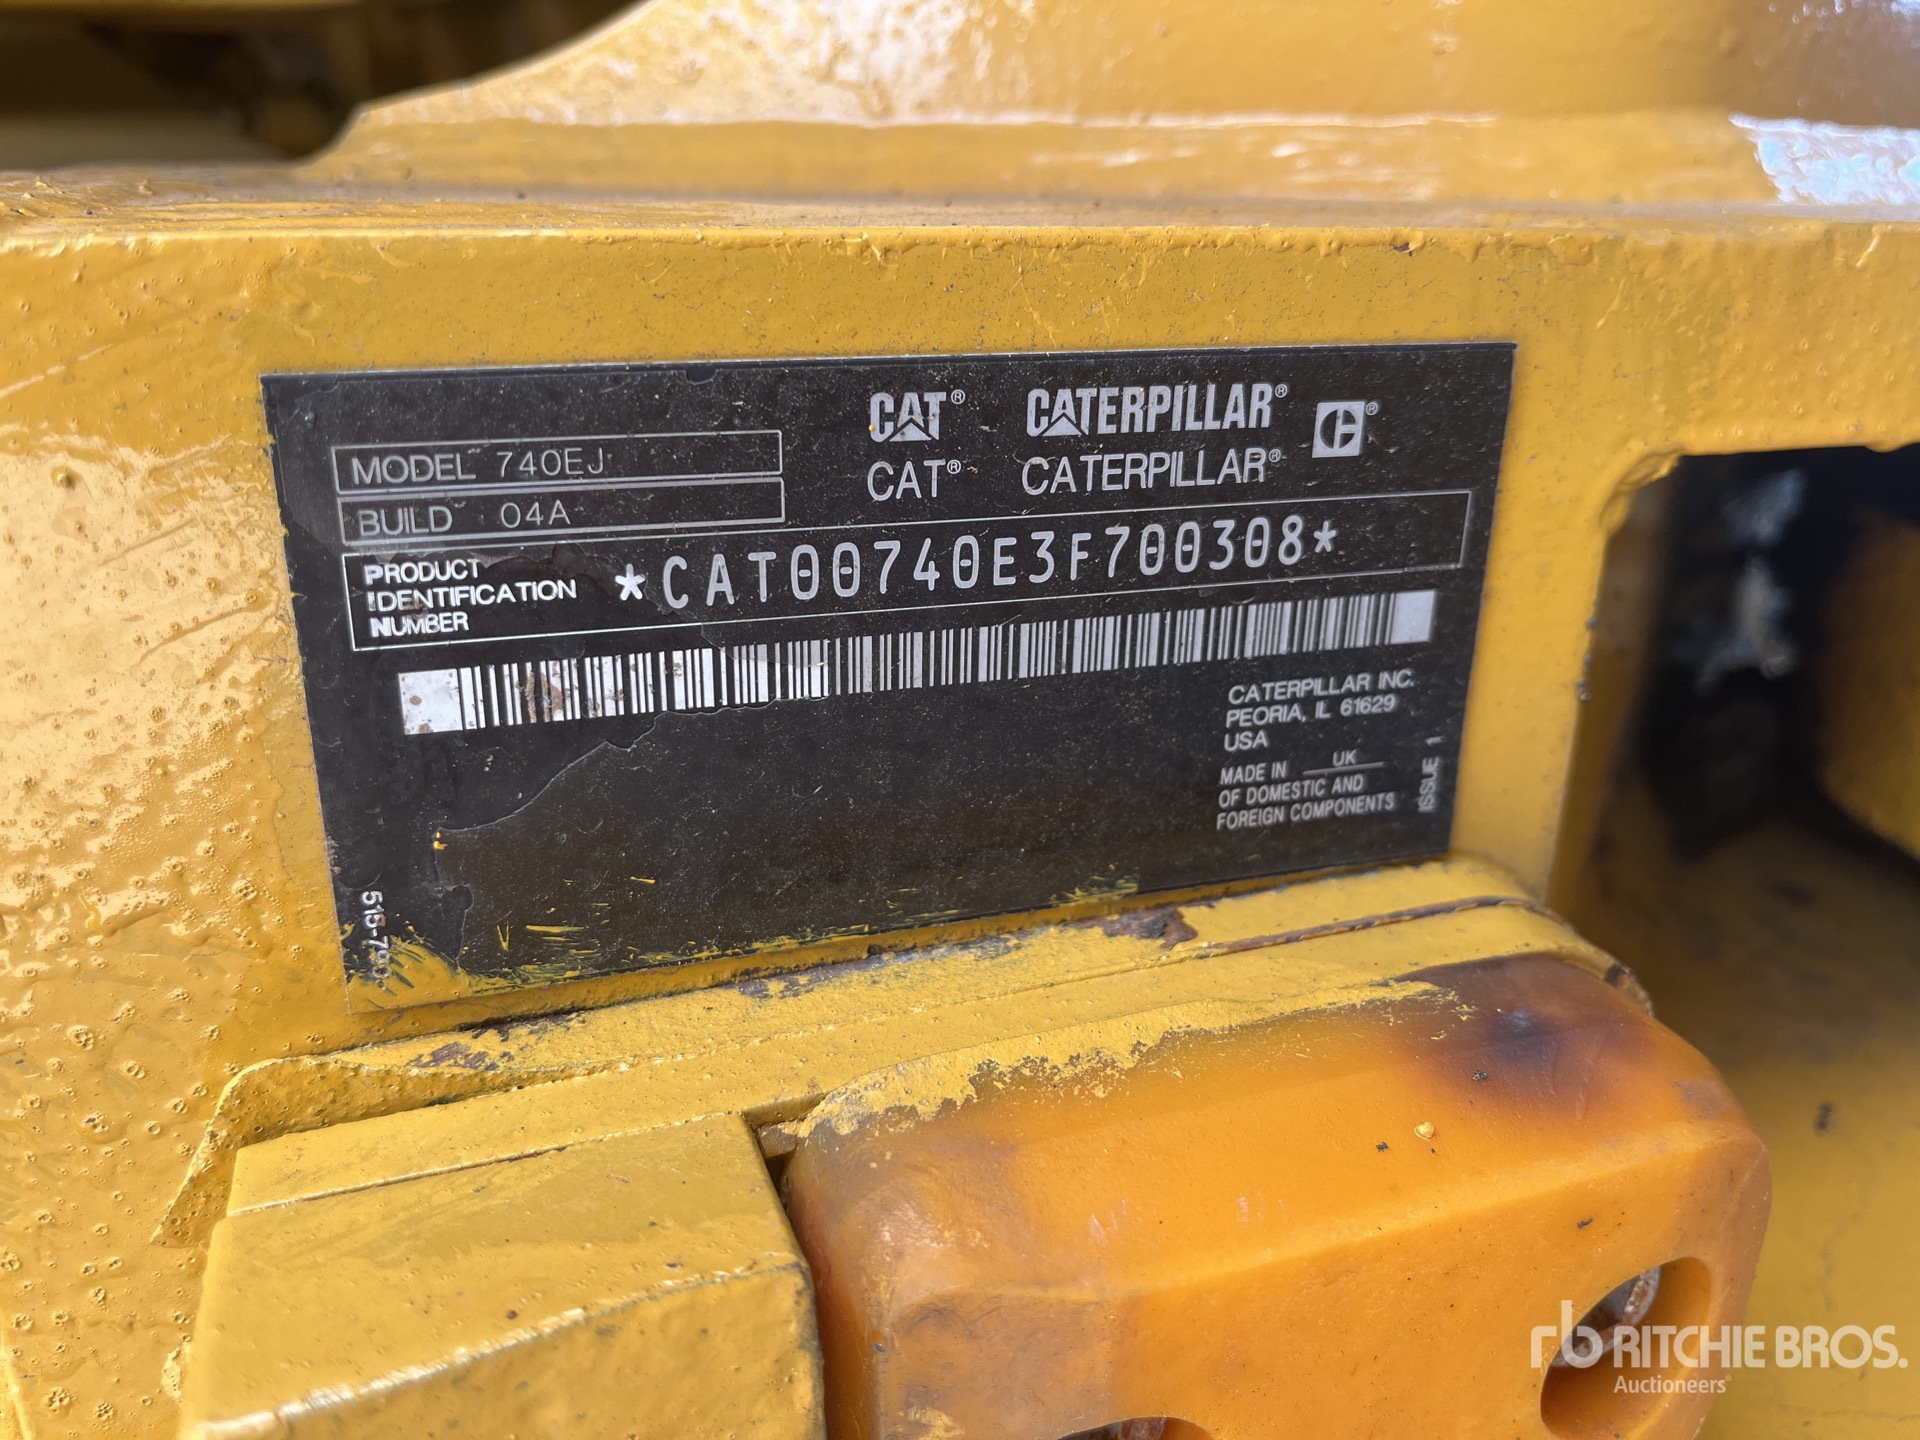 CAT® CATERPILLAR®
CAT® CATERPILLAR®
MODEL 740EJ
BUILD 04A
PRODUCT
IDENTIFICATION
NUMBER
*CAT00740E3F700308*
CATERPILLAR INC.
PEORIA, IL 61629
USA
MADE IN UK
OF DOMESTIC AND
FOREIGN COMPONENTS
ISSUE 1
rb RITCHIE BROS.
Auctioneers